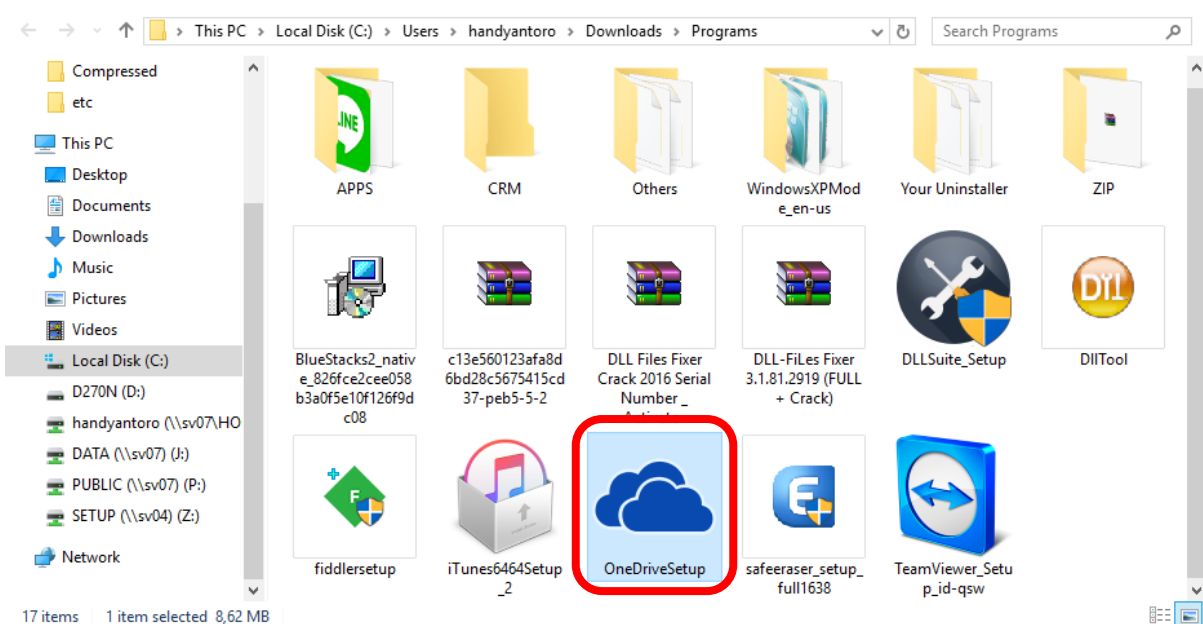 This PC > Local Disk (C:) > Users > handyantoro > Downloads > Programs
Search Programs
Compressed
etc
This PC
Desktop
Documents
Downloads
Music
Pictures
Videos
Local Disk (C:)
D270N (D:)
handyantoro (\\sv07\HO
DATA (\\sv07) (J:)
PUBLIC (\\sv07) (P:)
SETUP (\\sv04) (Z:)
Network
LINE
APPS
CRM
Others
WindowsXPMod
e_en-us
Your Uninstaller
ZIP
BlueStacks2_nativ
e_826fce2cee058
b3a0f5e10f126f9d
c08
c13e560123afa8d
6bd28c5675415cd
37-peb5-5-2
DLL Files Fixer
Crack 2016 Serial
Number _
DLL-FiLes Fixer
3.1.81.2919 (FULL
+ Crack)
DLLSuite_Setup
Dll
DllTool
F
fiddlersetup
iTunes6464Setup
_2
OneDriveSetup
safeeraser_setup_
full1638
TeamViewer_Setu
p_id-qsw
17 items
1 item selected 8,62 MB